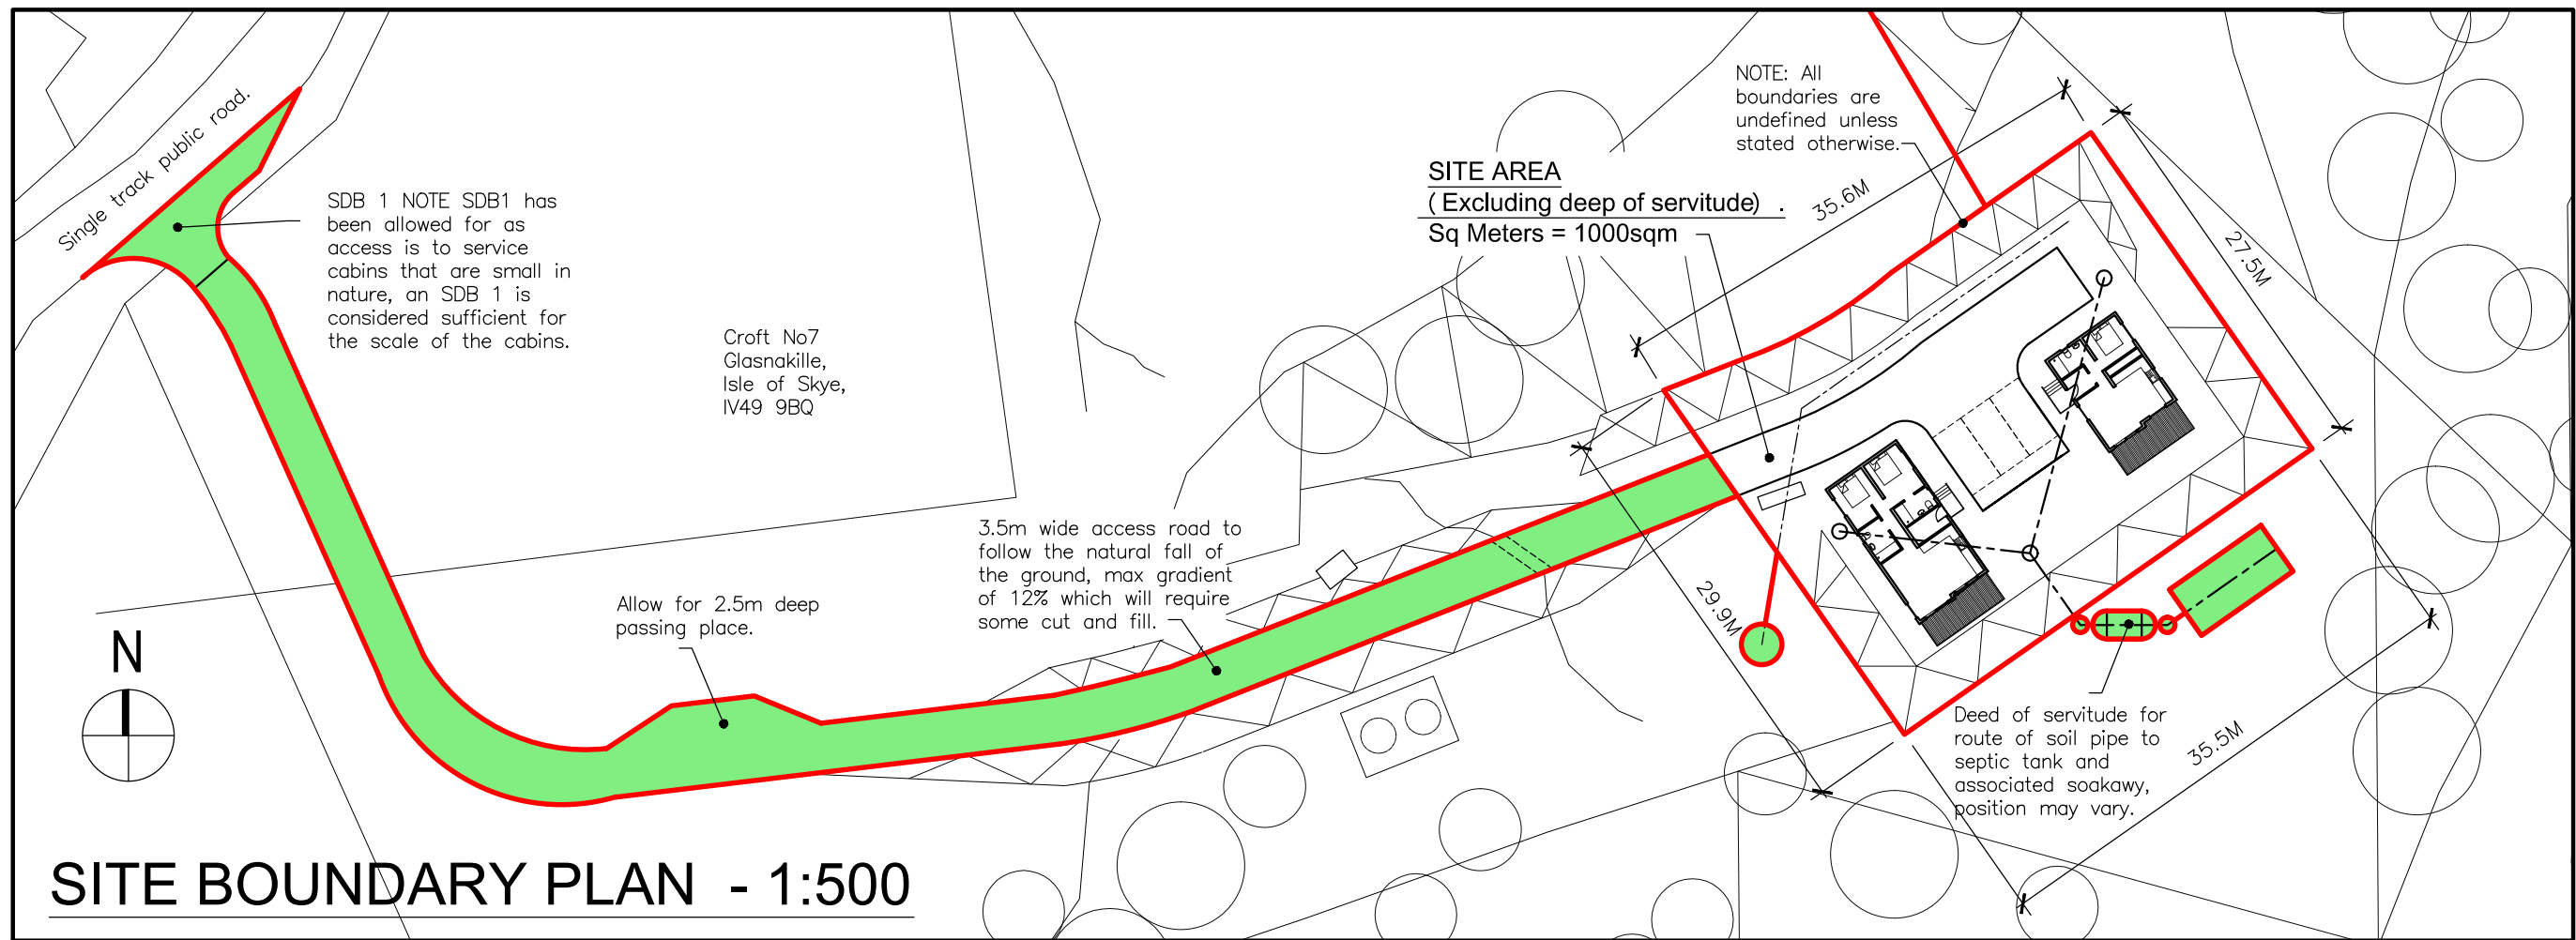 Single track public road.
SDB 1 NOTE SDB1 has
been allowed for as
access is to service
cabins that are small in
nature, an SDB 1 is
considered sufficient for
the scale of the cabins.
Croft No7
Glasnakille,
Isle of Skye,
IV49 9BQ
NOTE: All
boundaries are
undefined unless
stated otherwise.
SITE AREA
(Excluding deep of servitude) .
Sq Meters = 1000sqm
35.6M
27.5M
3.5m wide access road to
follow the natural fall of
the ground, max gradient
of 12% which will require
some cut and fill.
Allow for 2.5m deep
passing place.
29.9M
35.5M
Deed of servitude for
route of soil pipe to
septic tank and
associated soakawy,
position may vary.
N
SITE BOUNDARY PLAN - 1:500